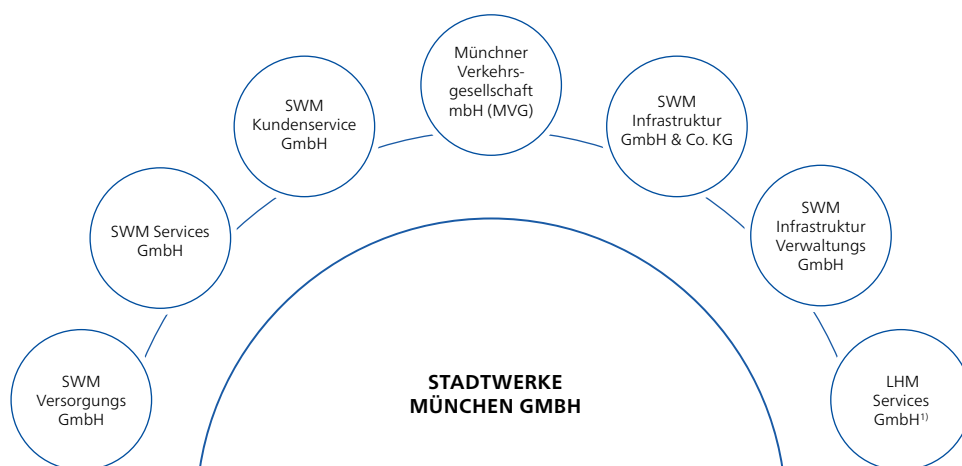 Münchner
Verkehrs-
gesellschaft
mbH (MVG)
SWM
Kundenservice
GmbH
SWM
Infrastruktur
GmbH & Co. KG
SWM Services
GmbH
SWM
Infrastruktur
Verwaltungs
GmbH
SWM
Versorgungs
GmbH
STADTWERKE
MÜNCHEN GMBH
LHM
Services
GmbH¹⁾